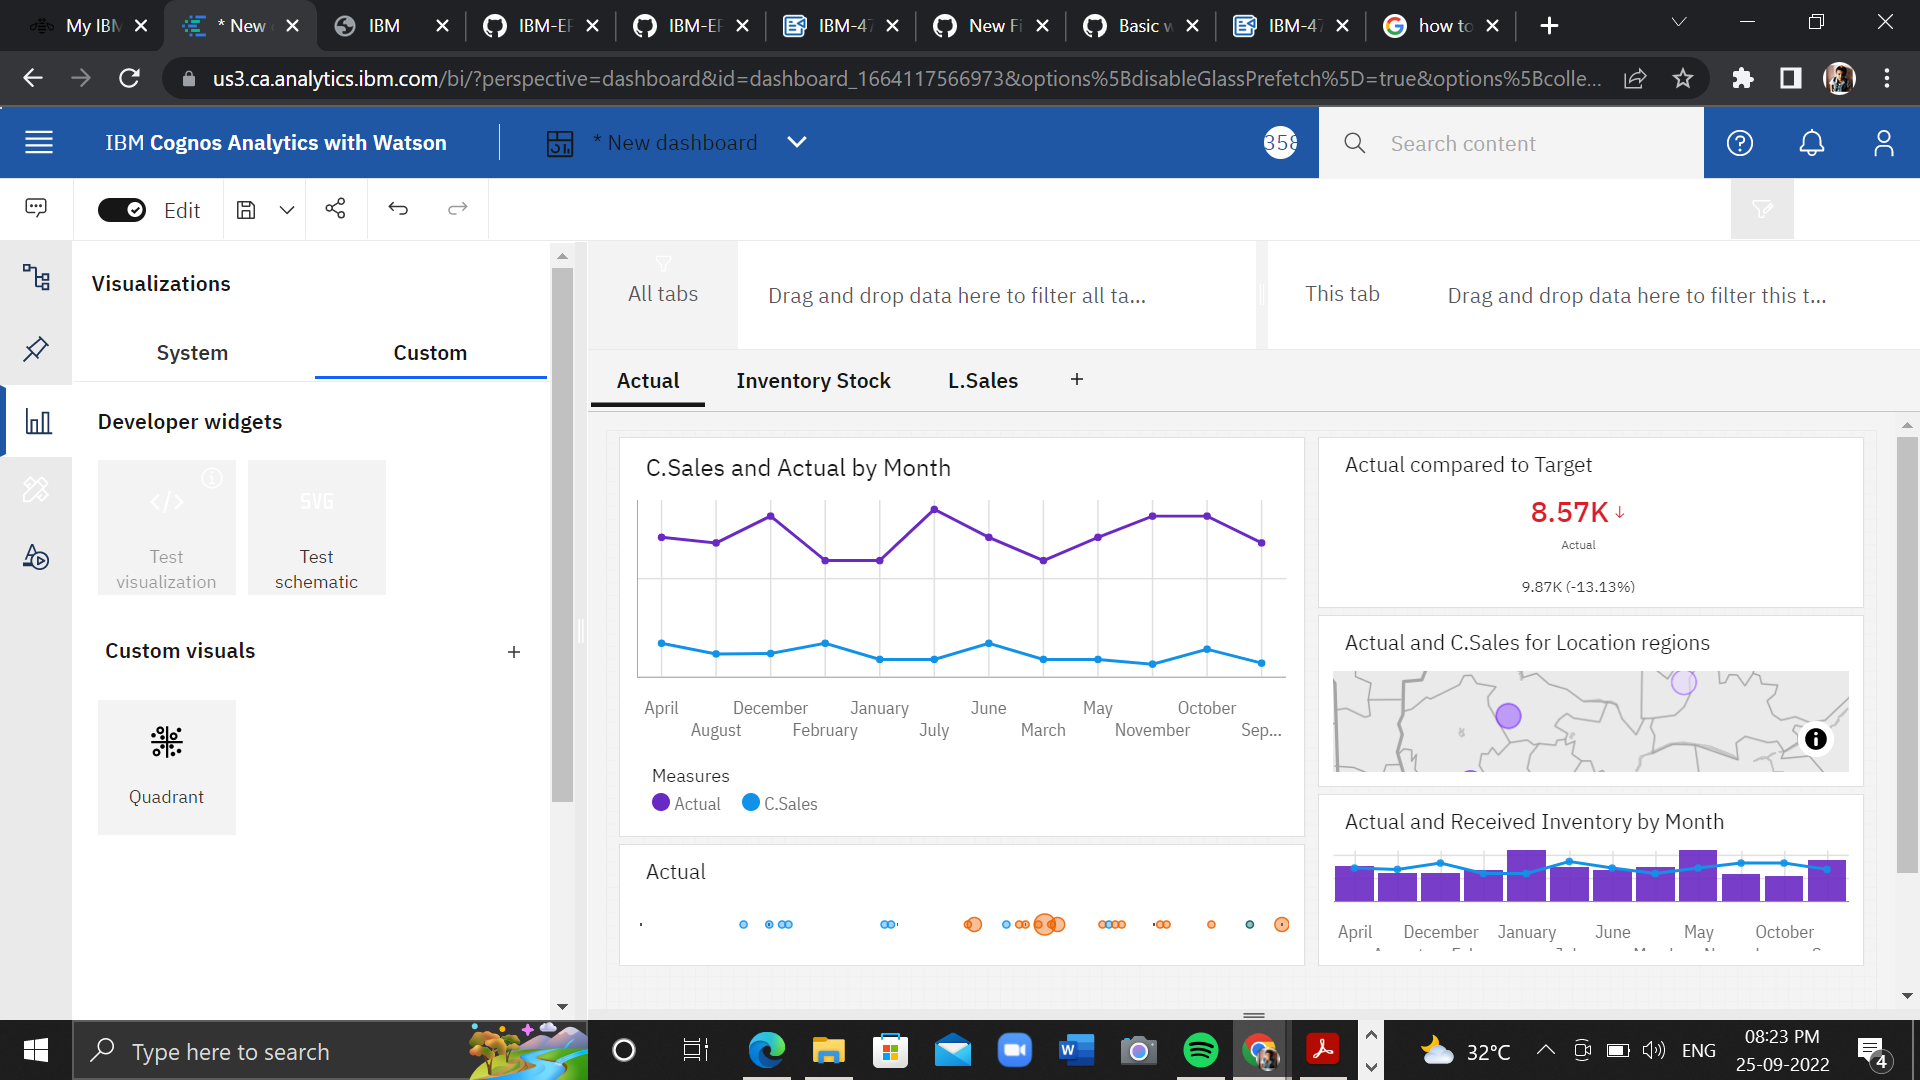 My IBM
* New
IBM
IBM-EP
IBM-EP
IBM-47
New Fi
Basic w
IBM-47
how to
us3.ca.analytics.ibm.com/bi/?perspective=dashboard&id=dashboard_1664117566973&options%5BdisableGlassPrefetch%5D=true&options%5Bcolle...
IBM Cognos Analytics with Watson
* New dashboard
358
Search content
Edit
Visualizations
System
Custom
Developer widgets
</>
Test
visualization
SVG
Test
schematic
Custom visuals
Quadrant
All tabs
Drag and drop data here to filter all ta...
This tab
Drag and drop data here to filter this t...
Actual
Inventory Stock
L.Sales
C.Sales and Actual by Month
April
December
January
June
May
October
August
February
July
March
November
Sep...
Measures
Actual
C.Sales
Actual
Actual compared to Target
8.57K
Actual
9.87K (-13.13%)
Actual and C.Sales for Location regions
Actual and Received Inventory by Month
April
December
January
June
May
October
Type here to search
32°C
ENG
08:23 PM
25-09-2022
4